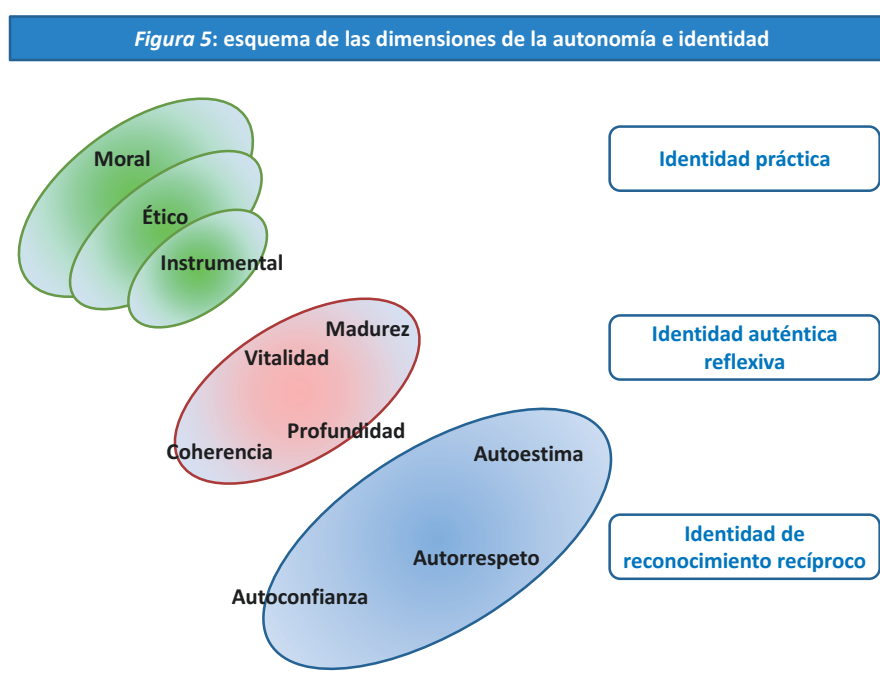 Figura 5: esquema de las dimensiones de la autonomía e identidad
Moral
Ético
Instrumental
Identidad práctica
Madurez
Vitalidad
Profundidad
Coherencia
Identidad auténtica
reflexiva
Autoestima
Autorrespeto
Autoconfianza
Identidad de
reconocimiento recíproco